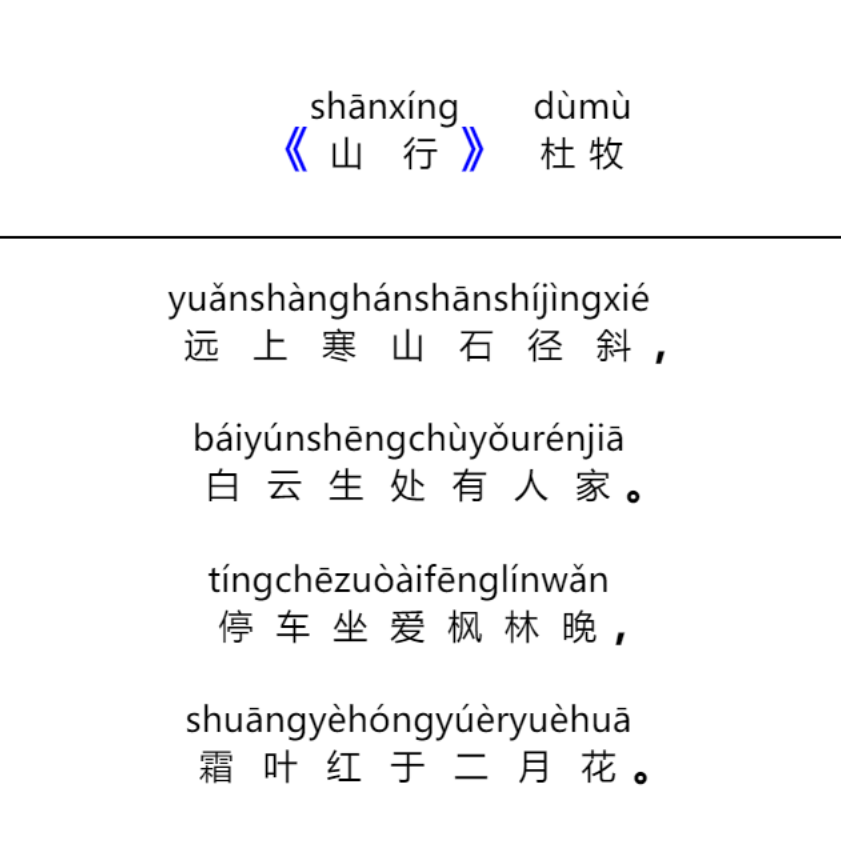 shānxíng dùmù
《山 行》 杜 牧
yuǎnshànghánshānshíjìngxié
远 上 寒 山 石 径 斜，
báiyúnshēngchùyǒurénjiā
白 云 生 处 有 人 家。
tíngchēzuòàifēnglínwǎn
停 车 坐 爱 枫 林 晚，
shuāngyèhóngyúèryuèhuā
霜 叶 红 于 二 月 花。